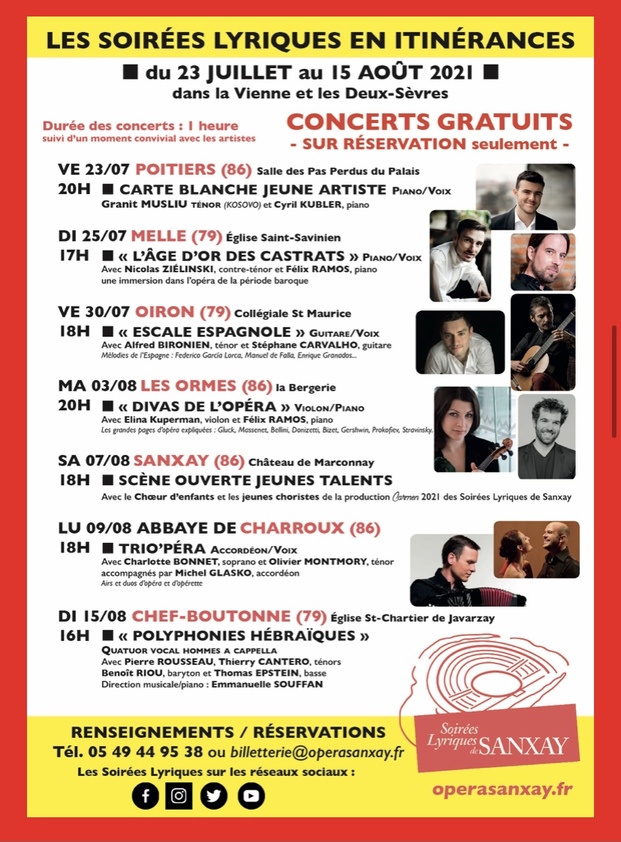 LES SOIRÉES LYRIQUES EN ITINÉRANCES
■ du 23 JUILLET au 15 AOÛT 2021 ■
dans la Vienne et les Deux-Sèvres
Durée des concerts : 1 heure
suivi d'un moment convivial avec les artistes
CONCERTS GRATUITS
- SUR RÉSERVATION seulement -
VE 23/07 POITIERS (86) Salle des Pas Perdus du Palais
20H ■ CARTE BLANCHE JEUNE ARTISTE PIANO/VOIX
Granit MUSLIU TÉNOR (KOSOVO) et Cyril KUBLER, piano
DI 25/07 MELLE (79) Église Saint-Savinien
17H ■ « L'ÂGE D'OR DES CASTRATS » PIANO/VOIX
Avec Nicolas ZIÉLINSKI, contre-ténor et Félix RAMOS, piano
une immersion dans l'opéra de la période baroque
VE 30/07 OIRON (79) Collégiale St Maurice
18H ■ « ESCALE ESPAGNOLE » GUITARE/VOIX
Avec Alfred BIRONIEN, ténor et Stéphane CARVALHO, guitare
Mélodies de l'Espagne : Federico García Lorca, Manuel de Falla, Enrique Granados...
MA 03/08 LES ORMES (86) la Bergerie
20H ■ « DIVAS DE L'OPÉRA » VIOLON/PIANO
Avec Elina Kuperman, violon et Félix RAMOS, piano
Les grandes pages d'opéra expliquées : Gluck, Massenet, Bellini, Donizetti, Bizet, Gershwin, Prokofiev, Stravinsky.
SA 07/08 SANXAY (86) Château de Marconnay
18H ■ SCÈNE OUVERTE JEUNES TALENTS
Avec le Chœur d'enfants et les jeunes choristes de la production Carmen 2021 des Soirées Lyriques de Sanxay
LU 09/08 ABBAYE DE CHARROUX (86)
18H ■ TRIO'PÉRA ACCORDÉON/VOIX
Avec Charlotte BONNET, soprano et Olivier MONTMORY, ténor
accompagnés par Michel GLASKO, accordéon
Airs et duos d'opéra et d'opérette
DI 15/08 CHEF-BOUTONNE (79) Église St-Chartier de Javarzay
16H ■ « POLYPHONIES HÉBRAÏQUES »
QUATUOR VOCAL HOMMES A CAPPELLA
Avec Pierre ROUSSEAU, Thierry CANTERO, ténors
Benoît RIOU, baryton et Thomas EPSTEIN, basse
Direction musicale/piano : Emmanuelle SOUFFAN
RENSEIGNEMENTS / RÉSERVATIONS
Tél. 05 49 44 95 38 ou billetterie@operasanxay.fr
Les Soirées Lyriques sur les réseaux sociaux :
Soirées
Lyriques
de SANXAY
operasanxay.fr